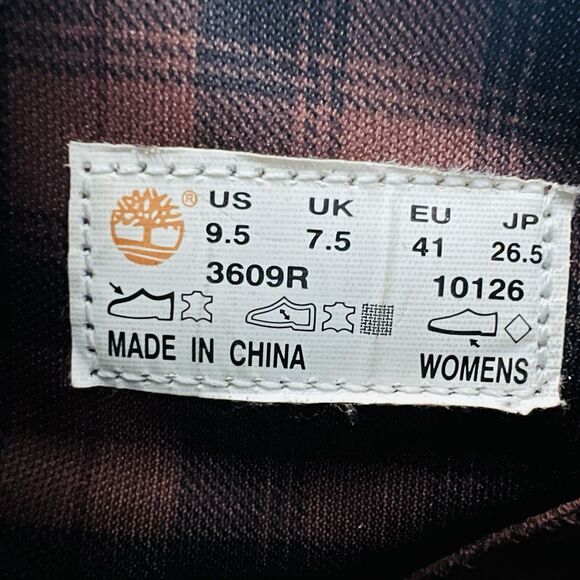 ® US UK EU JP
9.5 7.5 41 26.5
3609R 10126
MADE IN CHINA WOMENS